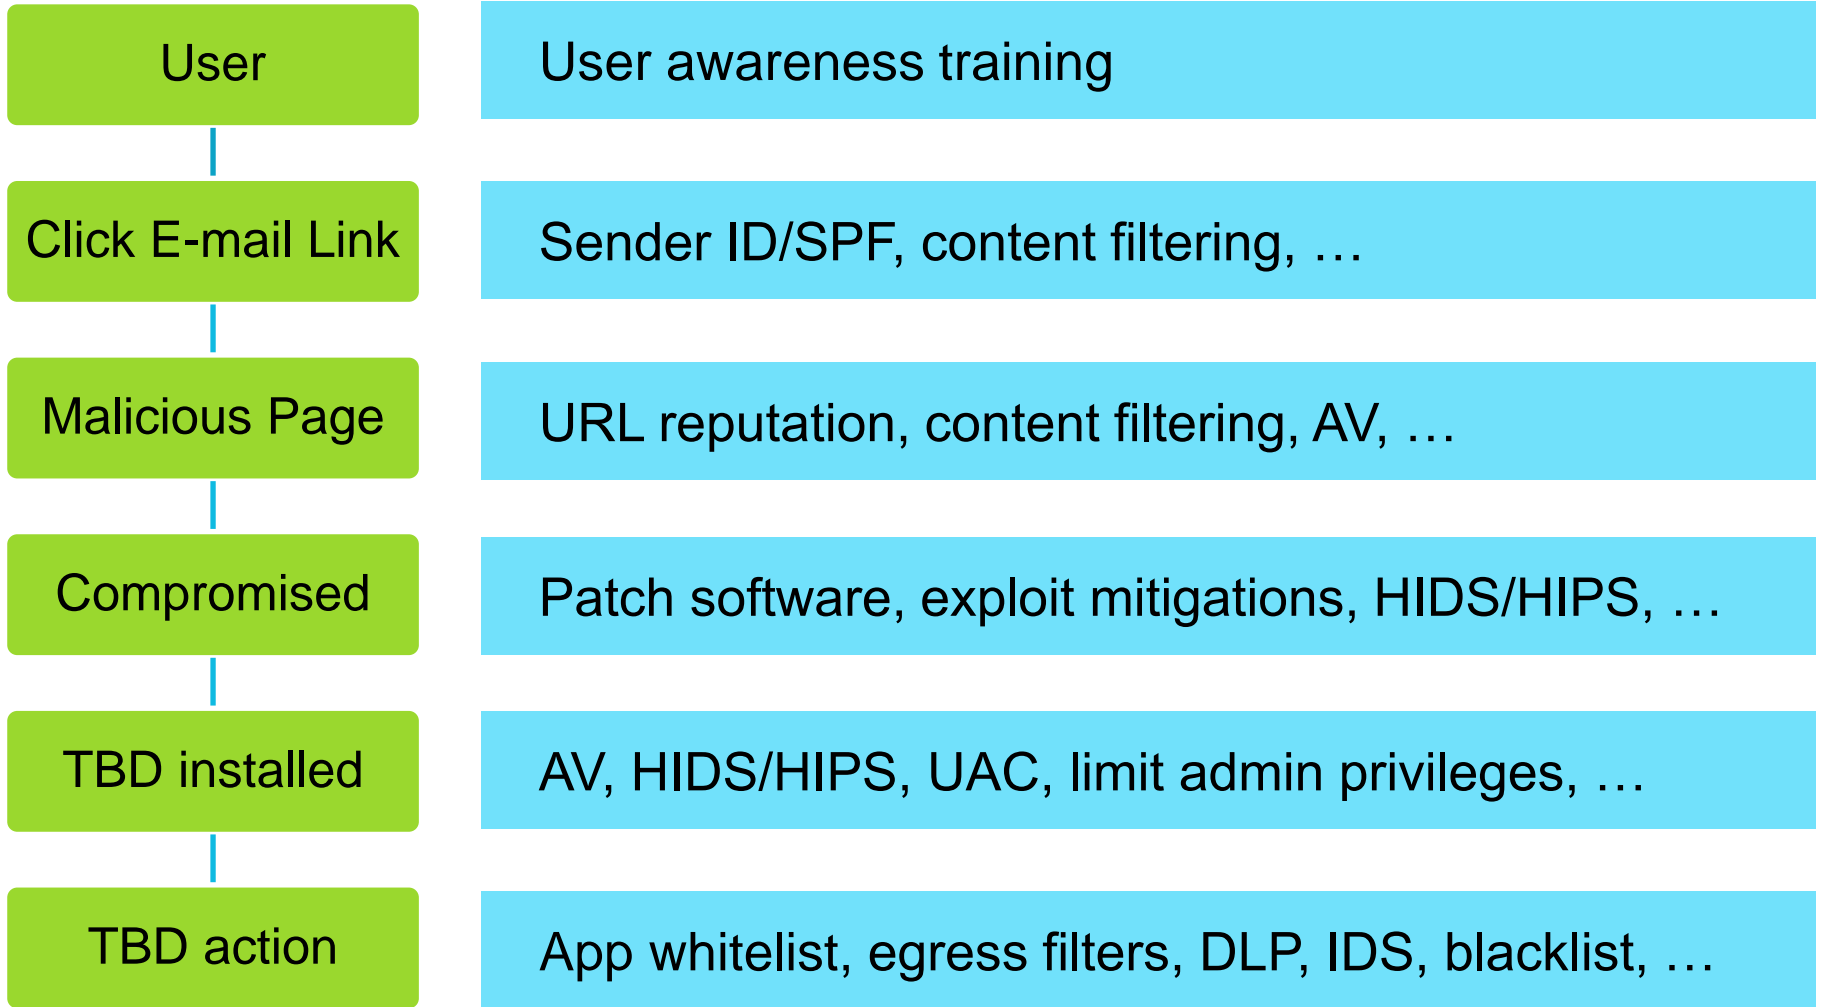 User
User awareness training
Click E-mail Link
Sender ID/SPF, content filtering, …
Malicious Page
URL reputation, content filtering, AV, …
Compromised
Patch software, exploit mitigations, HIDS/HIPS, …
TBD installed
AV, HIDS/HIPS, UAC, limit admin privileges, …
TBD action
App whitelist, egress filters, DLP, IDS, blacklist, …